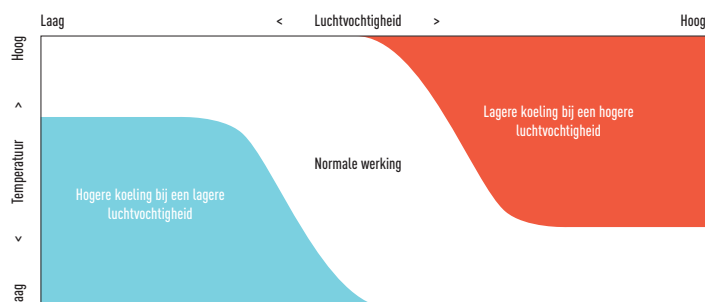 Laag < Luchtvochtigheid > Hoog
Hoog
>
Temperatuur
<
Lagere koeling bij een hogere
luchtvochtigheid
Normale werking
Hogere koeling bij een lagere
luchtvochtigheid